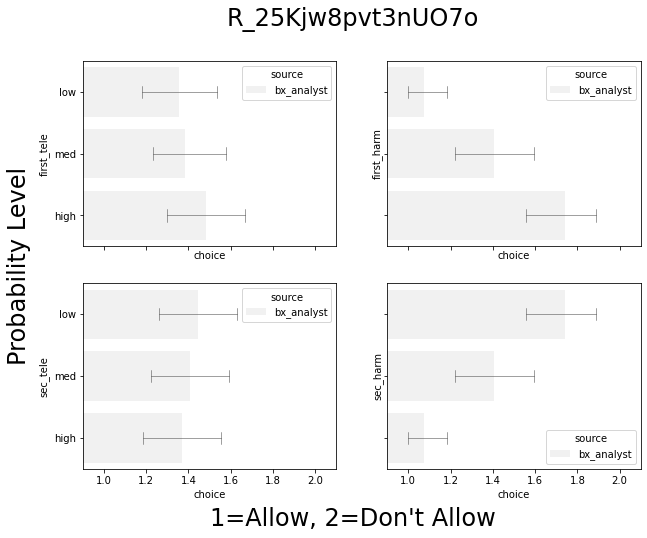 R_25Kjw8pvt3nUO7o
Probability Level
first_tele
low
med
high
source
bx_analyst
choice
first_harm
source
bx_analyst
choice
sec_tele
low
med
high
source
bx_analyst
1.0 1.2 1.4 1.6 1.8 2.0
choice
sec_harm
source
bx_analyst
1.0 1.2 1.4 1.6 1.8 2.0
choice
1=Allow, 2=Don't Allow